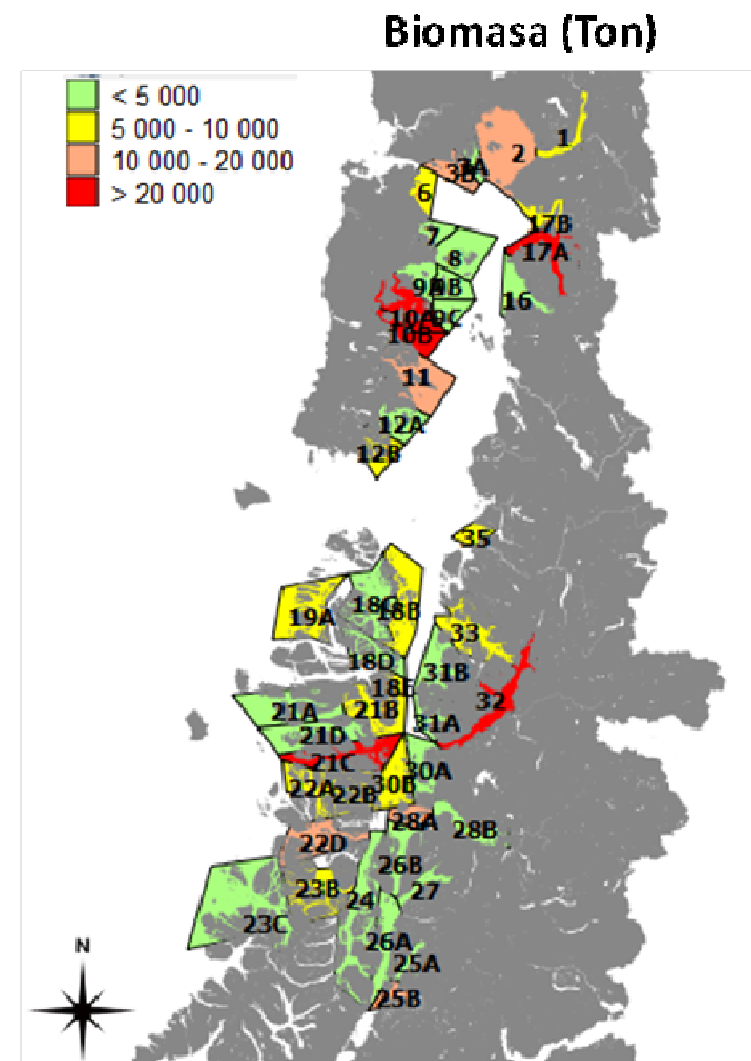 Biomasa (Ton)
< 5 000
5 000 - 10 000
10 000 - 20 000
> 20 000
1
2
3A
3B
6
17B
7
17A
8
9A
9B
16
10A
9C
10B
11
12A
12B
35
18C
18B
19A
33
18D
31B
18E
32
21A
21B
31A
21D
21C
30A
22A
30B
22B
28A
28B
22D
26B
23B
27
24
23C
26A
25A
25B
N